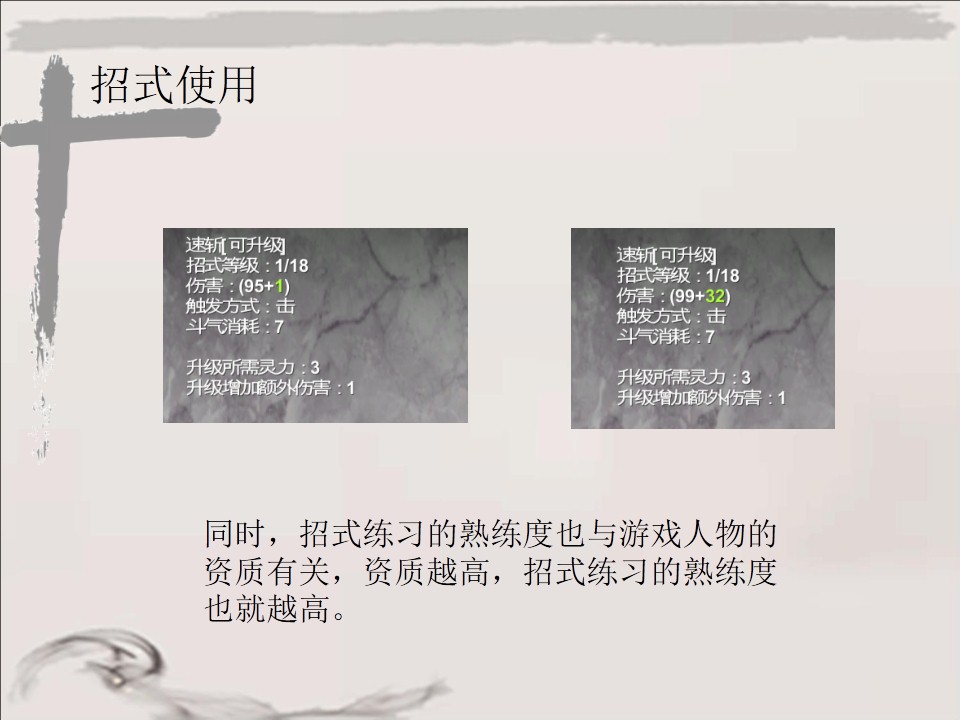 招式使用
速斩[可升级]
招式等级：1/18
伤害：(95+1)
触发方式：击
斗气消耗：7
升级所需灵力：3
升级增加额外伤害：1
速斩[可升级]
招式等级：1/18
伤害：(99+32)
触发方式：击
斗气消耗：7
升级所需灵力：3
升级增加额外伤害：1
同时，招式练习的熟练度也与游戏人物的
资质有关，资质越高，招式练习的熟练度
也就越高。